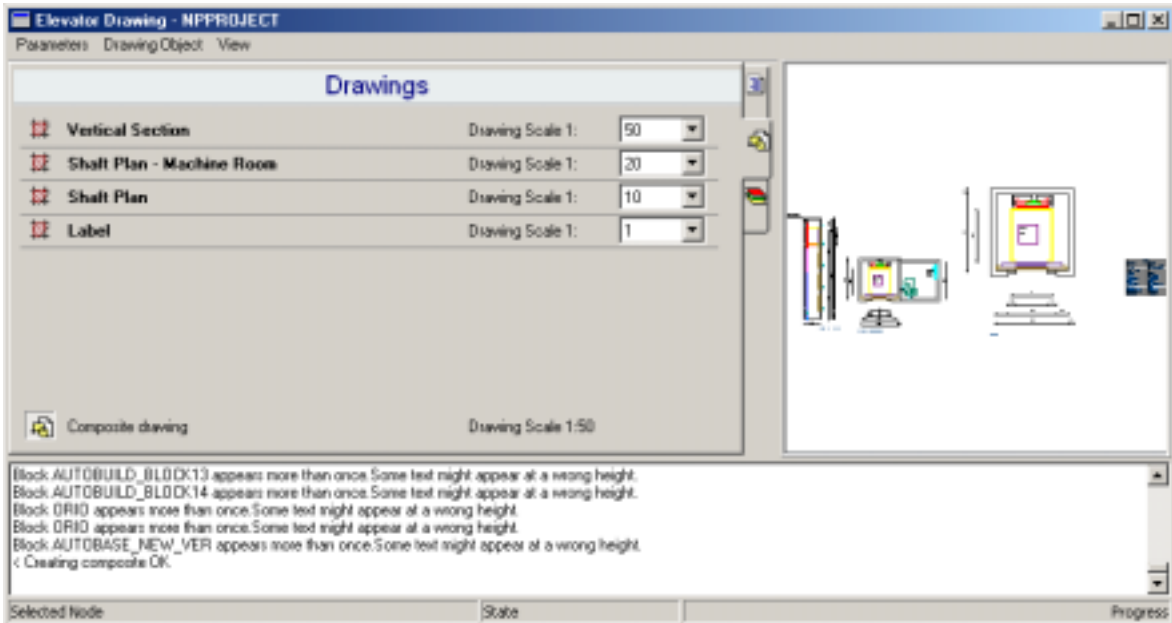 Elevator Drawing - NPPROJECT
Parameters Drawing Object View
Drawings
Vertical Section Drawing Scale 1: 50
Shaft Plan - Machine Room Drawing Scale 1: 20
Shaft Plan Drawing Scale 1: 10
Label Drawing Scale 1: 1
Composite drawing Drawing Scale 1:50
Block AUTOBUILD_BLOCK13 appears more than once.Some text might appear at a wrong height.
Block AUTOBUILD_BLOCK14 appears more than once.Some text might appear at a wrong height.
Block ORIO appears more than once.Some text might appear at a wrong height.
Block ORIO appears more than once.Some text might appear at a wrong height.
Block AUTOBASE_NEW_VER appears more than once.Some text might appear at a wrong height.
< Creating composite OK
Selected Node State Progress